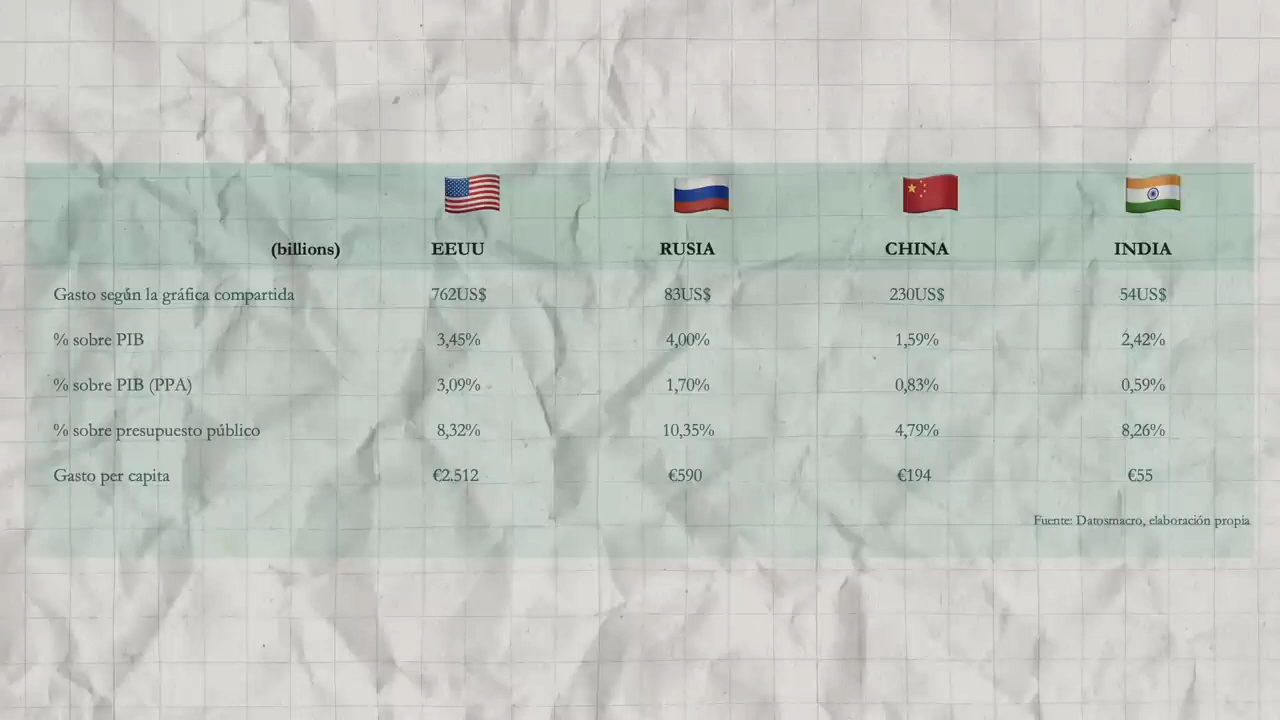 (billions) EEUU RUSIA CHINA INDIA
Gasto según la gráfica compartida 762US$ 83US$ 230US$ 54US$
% sobre PIB 3,45% 4,00% 1,59% 2,42%
% sobre PIB (PPA) 3,09% 1,70% 0,83% 0,59%
% sobre presupuesto público 8,32% 10,35% 4,79% 8,26%
Gasto per capita €2.512 €590 €194 €55
Fuente: Datosmacro, elaboración propia